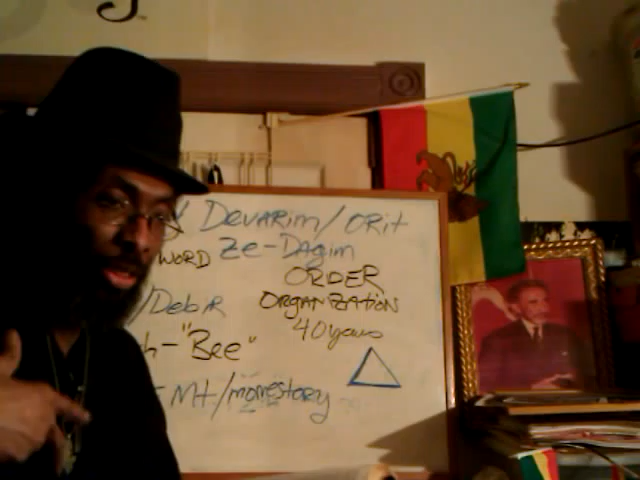 Devarim/Orit
WORD Ze-Dagim
ORDER
/Debir ORGANIZATION
40 years
h-"Bee"
Mt/monestory